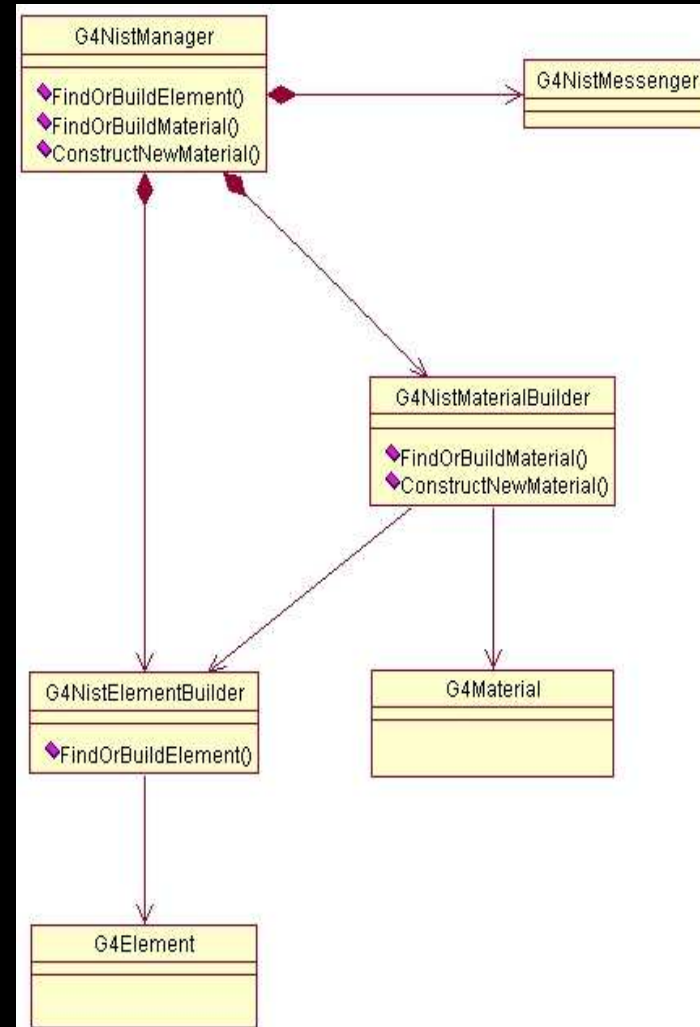 G4NistManager
FindOrBuildElement()
FindOrBuildMaterial()
ConstructNewMaterial()
G4NistMessenger
G4NistMaterialBuilder
FindOrBuildMaterial()
ConstructNewMaterial()
G4NistElementBuilder
FindOrBuildElement()
G4Material
G4Element